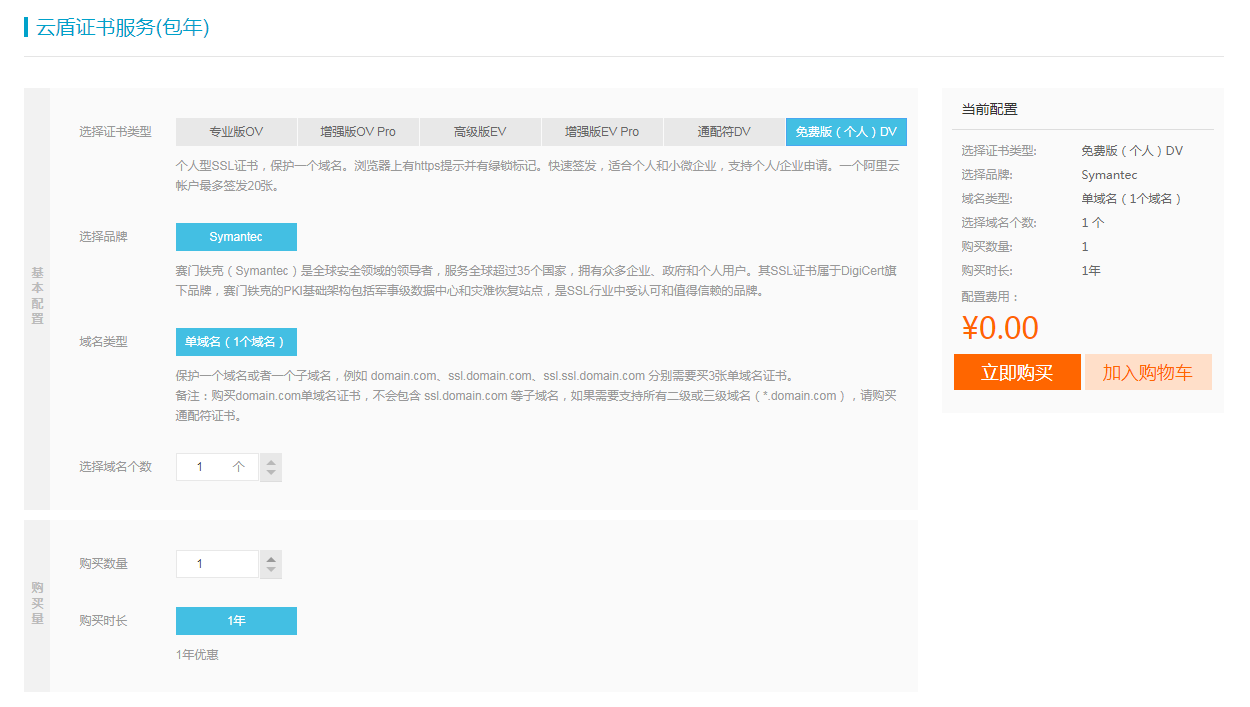 云盾证书服务(包年)
基本配置
选择证书类型
专业版OV
增强版OV Pro
高级版EV
增强版EV Pro
通配符DV
免费版（个人）DV
个人型SSL证书，保护一个域名。浏览器上有https提示并有绿锁标记。快速签发，适合个人和小微企业，支持个人/企业申请。一个阿里云
帐户最多签发20张。
选择品牌
Symantec
赛门铁克（Symantec）是全球安全领域的领导者，服务全球超过35个国家，拥有众多企业、政府和个人用户。其SSL证书属于DigiCert旗
下品牌，赛门铁克的PKI基础架构包括军事级数据中心和灾难恢复站点，是SSL行业中受认可和值得信赖的品牌。
域名类型
单域名（1个域名）
保护一个域名或者一个子域名，例如 domain.com、ssl.domain.com、ssl.ssl.domain.com 分别需要买3张单域名证书。
备注：购买domain.com单域名证书，不会包含 ssl.domain.com 等子域名，如果需要支持所有二级或三级域名（*.domain.com），请购买
通配符证书。
选择域名个数
1 个
购买量
购买数量
1
购买时长
1年
1年优惠
当前配置
选择证书类型: 免费版（个人）DV
选择品牌: Symantec
域名类型: 单域名（1个域名）
选择域名个数: 1 个
购买数量: 1
购买时长: 1年
配置费用：
¥0.00
立即购买
加入购物车